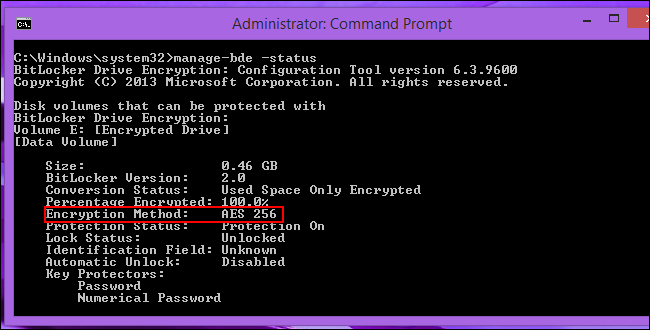 Administrator: Command Prompt
C:\Windows\system32>manage-bde -status
BitLocker Drive Encryption: Configuration Tool version 6.3.9600
Copyright (C) 2013 Microsoft Corporation. All rights reserved.
Disk volumes that can be protected with
BitLocker Drive Encryption:
Volume E: [Encrypted Drive]
[Data Volume]
Size: 0.46 GB
BitLocker Version: 2.0
Conversion Status: Used Space Only Encrypted
Percentage Encrypted: 100.0%
Encryption Method: AES 256
Protection Status: Protection On
Lock Status: Unlocked
Identification Field: Unknown
Automatic Unlock: Disabled
Key Protectors:
Password
Numerical Password